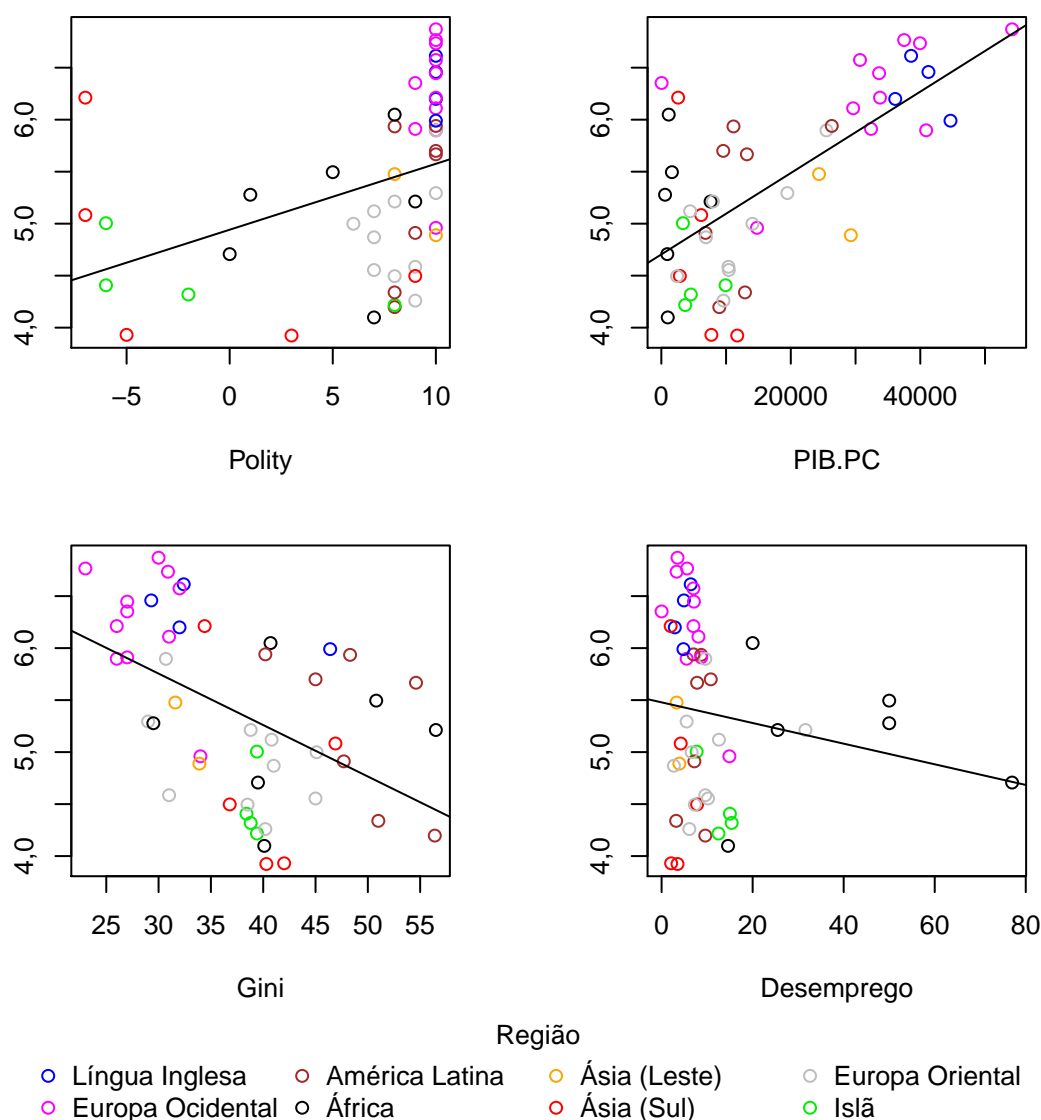 4,0 5,0 6,0
−5 0 5 10
Polity
4,0 5,0 6,0
0 20000 40000
PIB.PC
4,0 5,0 6,0
25 30 35 40 45 50 55
Gini
4,0 5,0 6,0
0 20 40 60 80
Desemprego
Região
Língua Inglesa América Latina Ásia (Leste) Europa Oriental
Europa Ocidental África Ásia (Sul) Islã